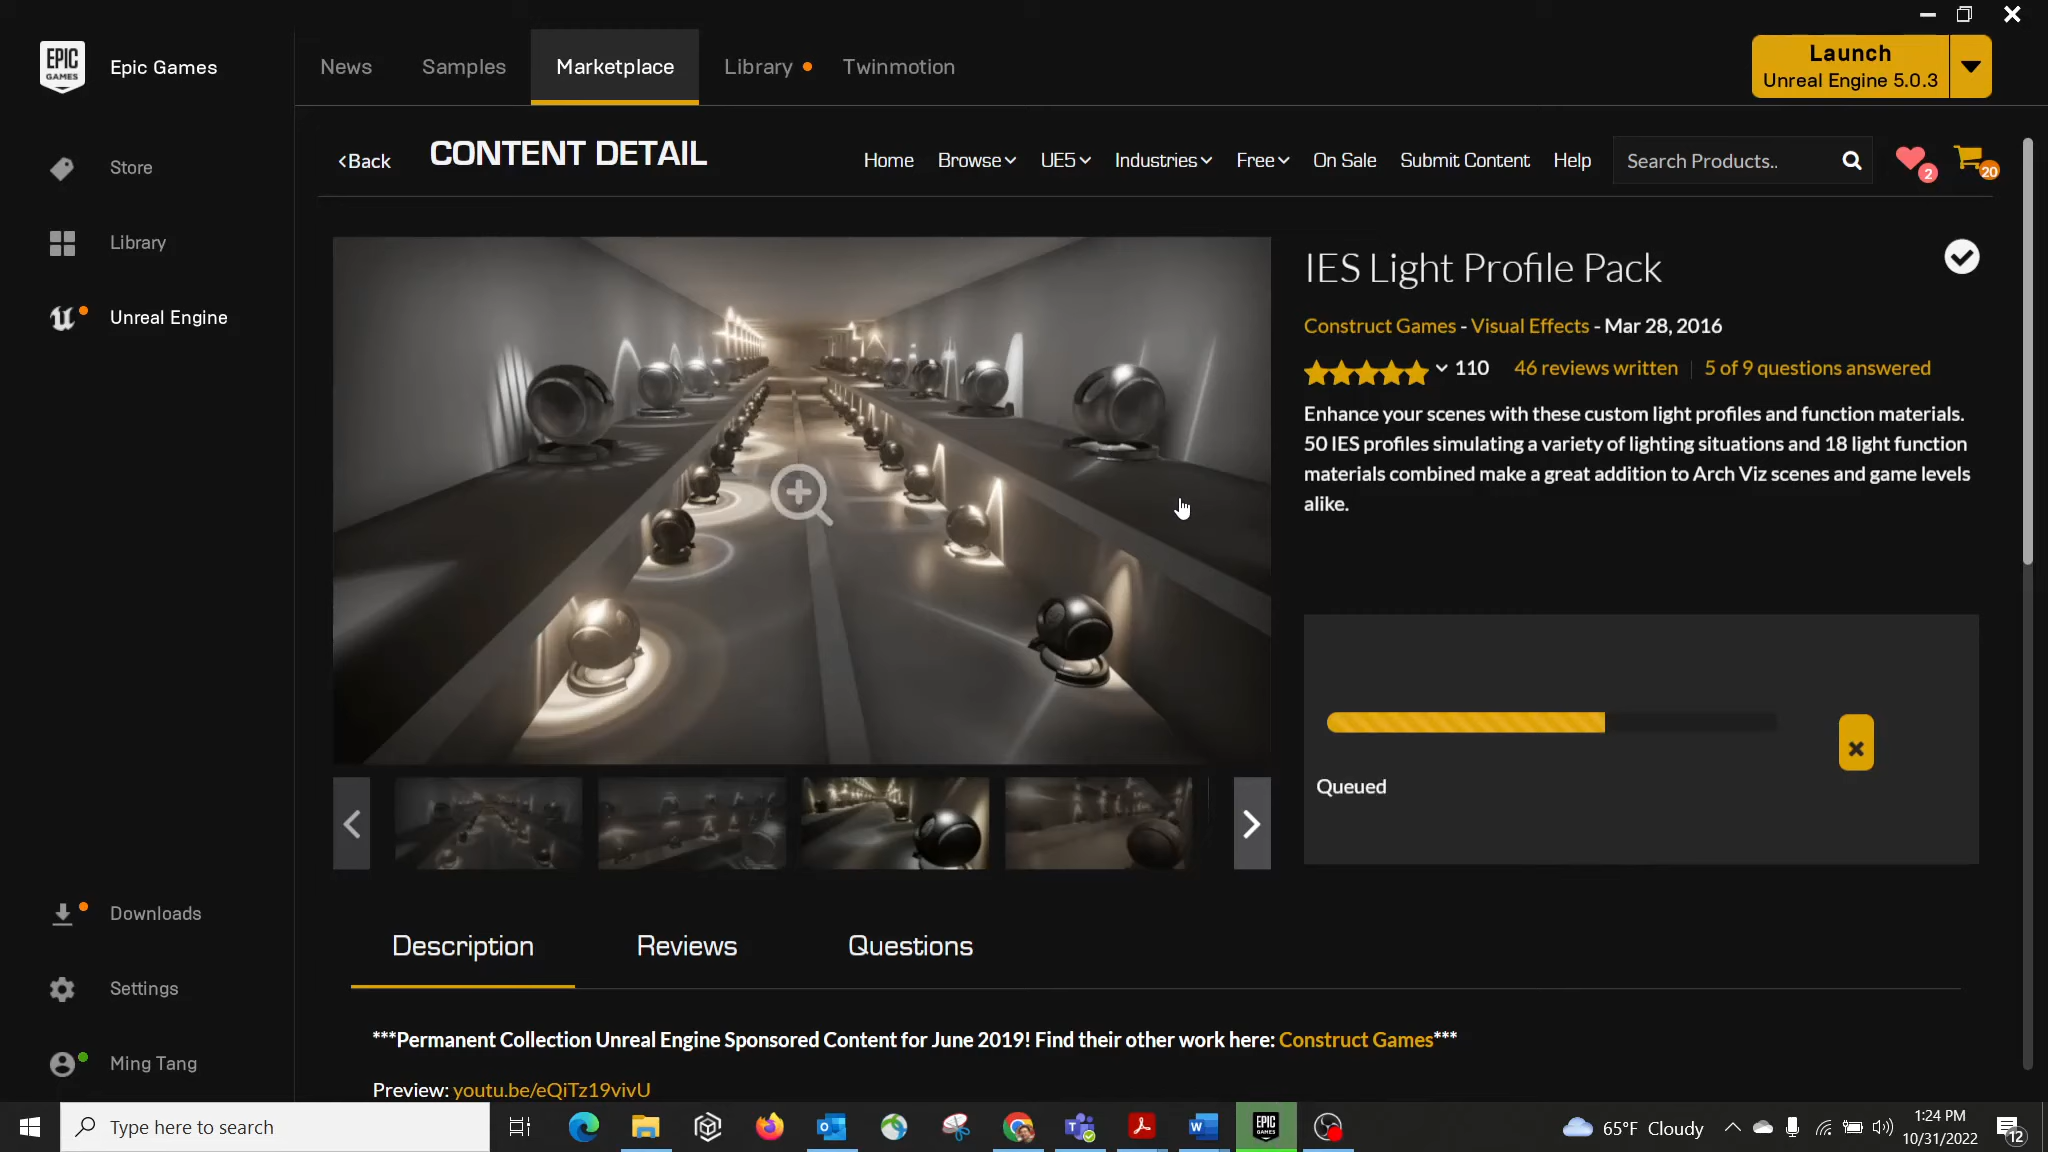 EPIC
GAMES
Epic Games
News
Samples
Marketplace
Library
Twinmotion
Launch
Unreal Engine 5.0.3
Store
Library
Unreal Engine
Downloads
Settings
Ming Tang
<Back
CONTENT DETAIL
Home
Browse
UE5
Industries
Free
On Sale
Submit Content
Help
Search Products..
2
20
IES Light Profile Pack
Construct Games - Visual Effects - Mar 28, 2016
110
46 reviews written
5 of 9 questions answered
Enhance your scenes with these custom light profiles and function materials.
50 IES profiles simulating a variety of lighting situations and 18 light function
materials combined make a great addition to Arch Viz scenes and game levels
alike.
Queued
Description
Reviews
Questions
***Permanent Collection Unreal Engine Sponsored Content for June 2019! Find their other work here: Construct Games***
Preview: youtu.be/eQiTz19vivU
Type here to search
EPIC
GAMES
65°F Cloudy
1:24 PM
10/31/2022
12